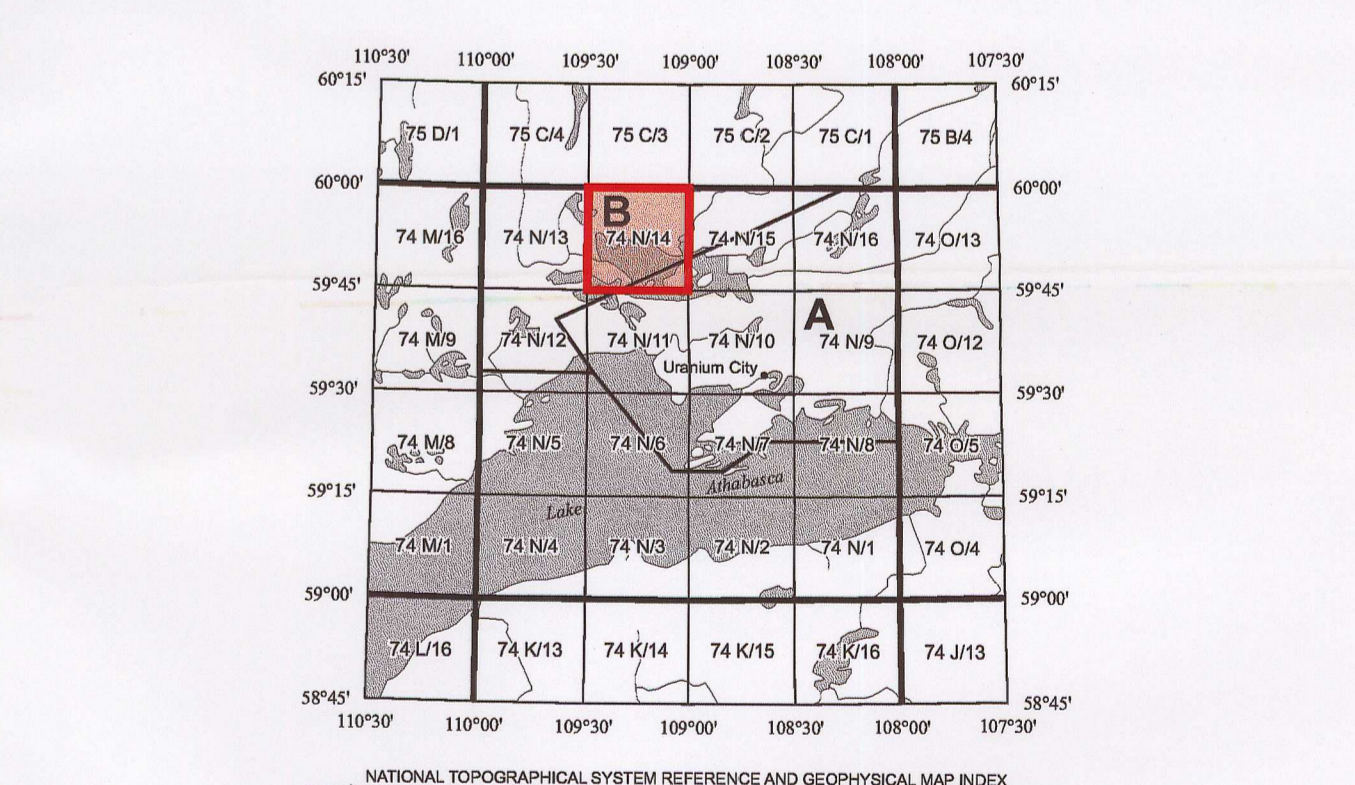 110°30' 110°00' 109°30' 109°00' 108°30' 108°00' 107°30'
60°15' 60°15'
75 D/1 75 C/4 75 C/3 75 C/2 75 C/1 75 B/4
60°00' 60°00'
B
74 M/16 74 N/13 74 N/14 74 N/15 74 N/16 74 O/13
59°45' 59°45'
A
74 M/9 74 N/12 74 N/11 74 N/10 74 N/9 74 O/12
Uranium City
59°30' 59°30'
74 M/8 74 N/5 74 N/6 74 N/7 74 N/8 74 O/5
Athabasca
59°15' 59°15'
Lake
74 M/1 74 N/4 74 N/3 74 N/2 74 N/1 74 O/4
59°00' 59°00'
74 L/16 74 K/13 74 K/14 74 K/15 74 K/16 74 J/13
58°45' 58°45'
110°30' 110°00' 109°30' 109°00' 108°30' 108°00' 107°30'
NATIONAL TOPOGRAPHICAL SYSTEM REFERENCE AND GEOPHYSICAL MAP INDEX